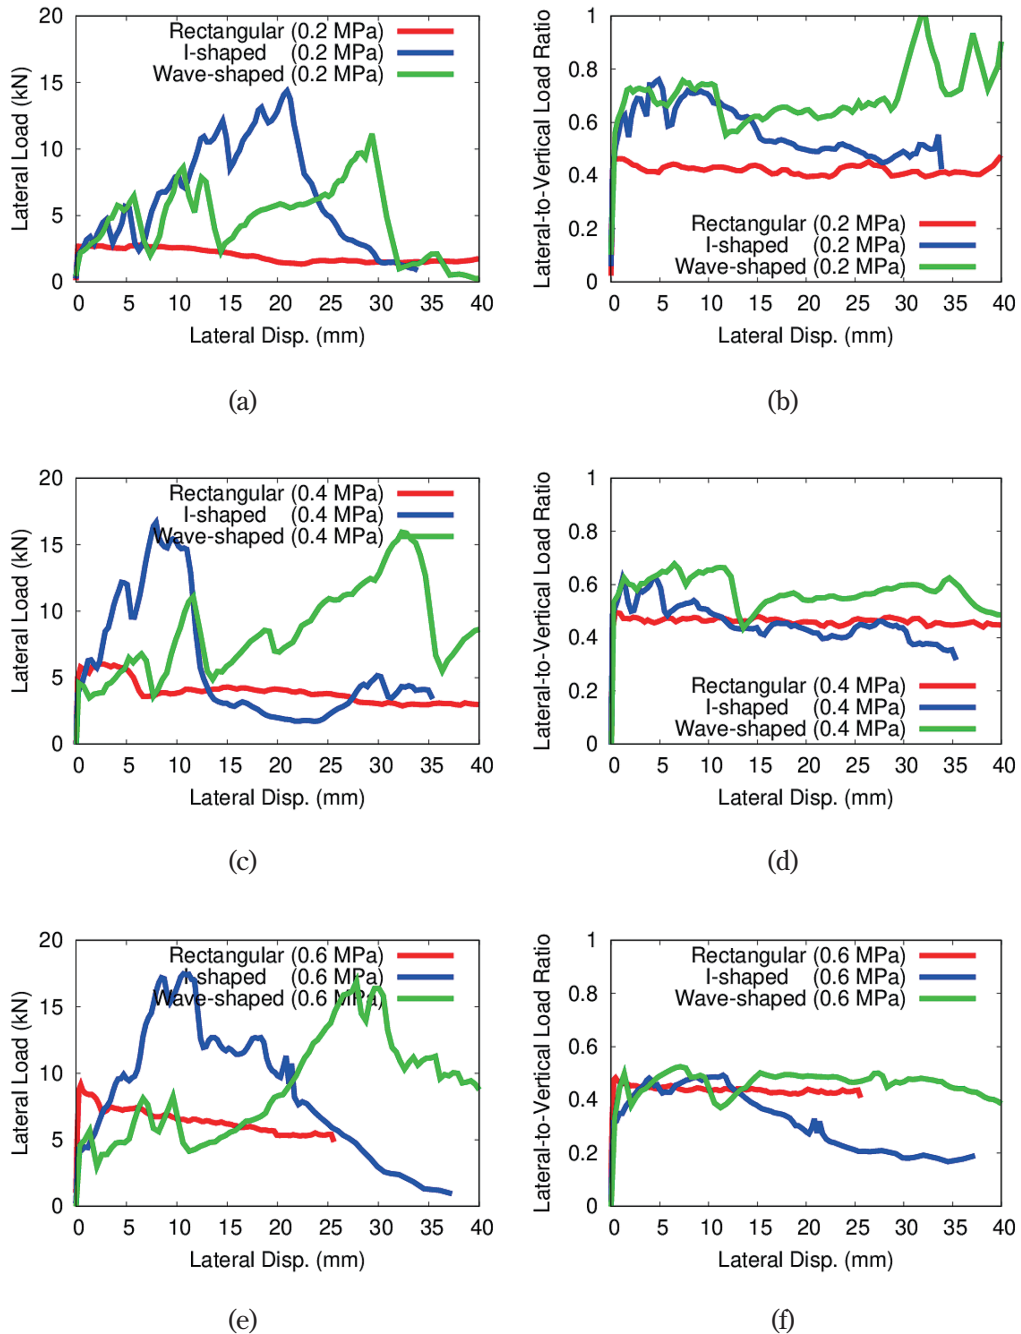 20
15
10
5
0
Lateral Load (kN)
Rectangular (0.2 MPa)
I-shaped (0.2 MPa)
Wave-shaped (0.2 MPa)
0 5 10 15 20 25 30 35 40
Lateral Disp. (mm)
(a)
1
0.8
0.6
0.4
0.2
0
Lateral-to-Vertical Load Ratio
Rectangular (0.2 MPa)
I-shaped (0.2 MPa)
Wave-shaped (0.2 MPa)
0 5 10 15 20 25 30 35 40
Lateral Disp. (mm)
(b)
20
15
10
5
0
Lateral Load (kN)
Rectangular (0.4 MPa)
I-shaped (0.4 MPa)
Wave-shaped (0.4 MPa)
0 5 10 15 20 25 30 35 40
Lateral Disp. (mm)
(c)
1
0.8
0.6
0.4
0.2
0
Lateral-to-Vertical Load Ratio
Rectangular (0.4 MPa)
I-shaped (0.4 MPa)
Wave-shaped (0.4 MPa)
0 5 10 15 20 25 30 35 40
Lateral Disp. (mm)
(d)
20
15
10
5
0
Lateral Load (kN)
Rectangular (0.6 MPa)
I-shaped (0.6 MPa)
Wave-shaped (0.6 MPa)
0 5 10 15 20 25 30 35 40
Lateral Disp. (mm)
(e)
1
0.8
0.6
0.4
0.2
0
Lateral-to-Vertical Load Ratio
Rectangular (0.6 MPa)
I-shaped (0.6 MPa)
Wave-shaped (0.6 MPa)
0 5 10 15 20 25 30 35 40
Lateral Disp. (mm)
(f)